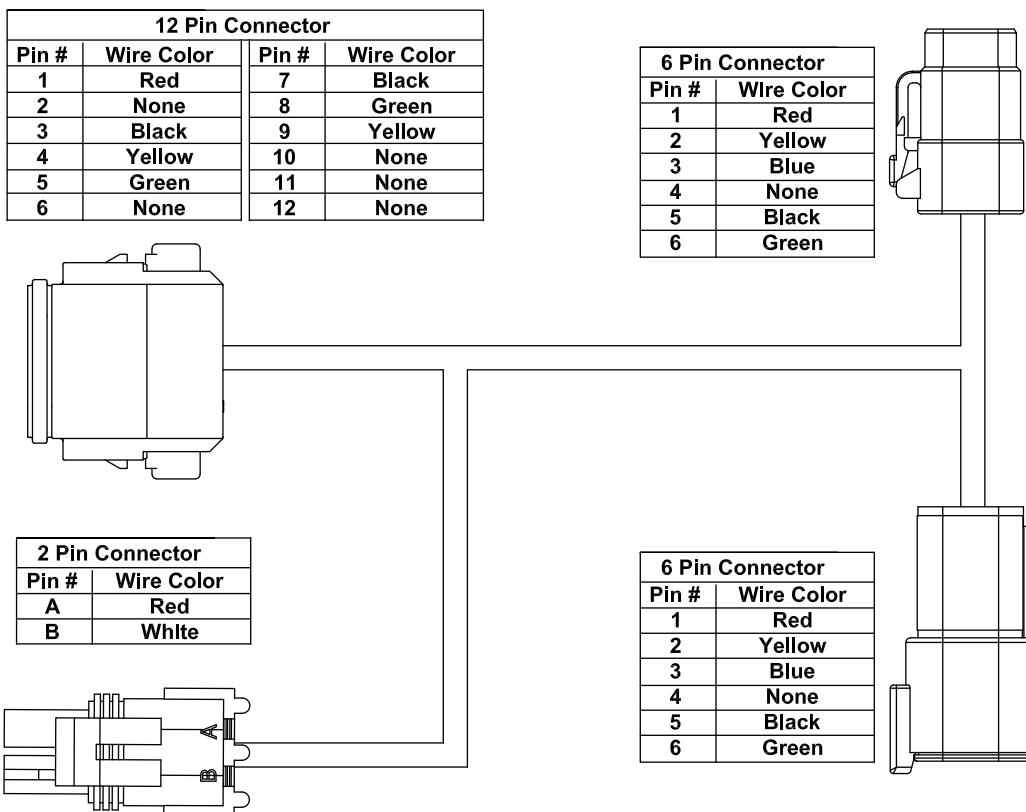 12 Pin Connector
Pin # Wire Color Pin # Wire Color
1 Red 7 Black
2 None 8 Green
3 Black 9 Yellow
4 Yellow 10 None
5 Green 11 None
6 None 12 None
6 Pin Connector
Pin # Wire Color
1 Red
2 Yellow
3 Blue
4 None
5 Black
6 Green
2 Pin Connector
Pin # Wire Color
A Red
B White
A
B
6 Pin Connector
Pin # Wire Color
1 Red
2 Yellow
3 Blue
4 None
5 Black
6 Green